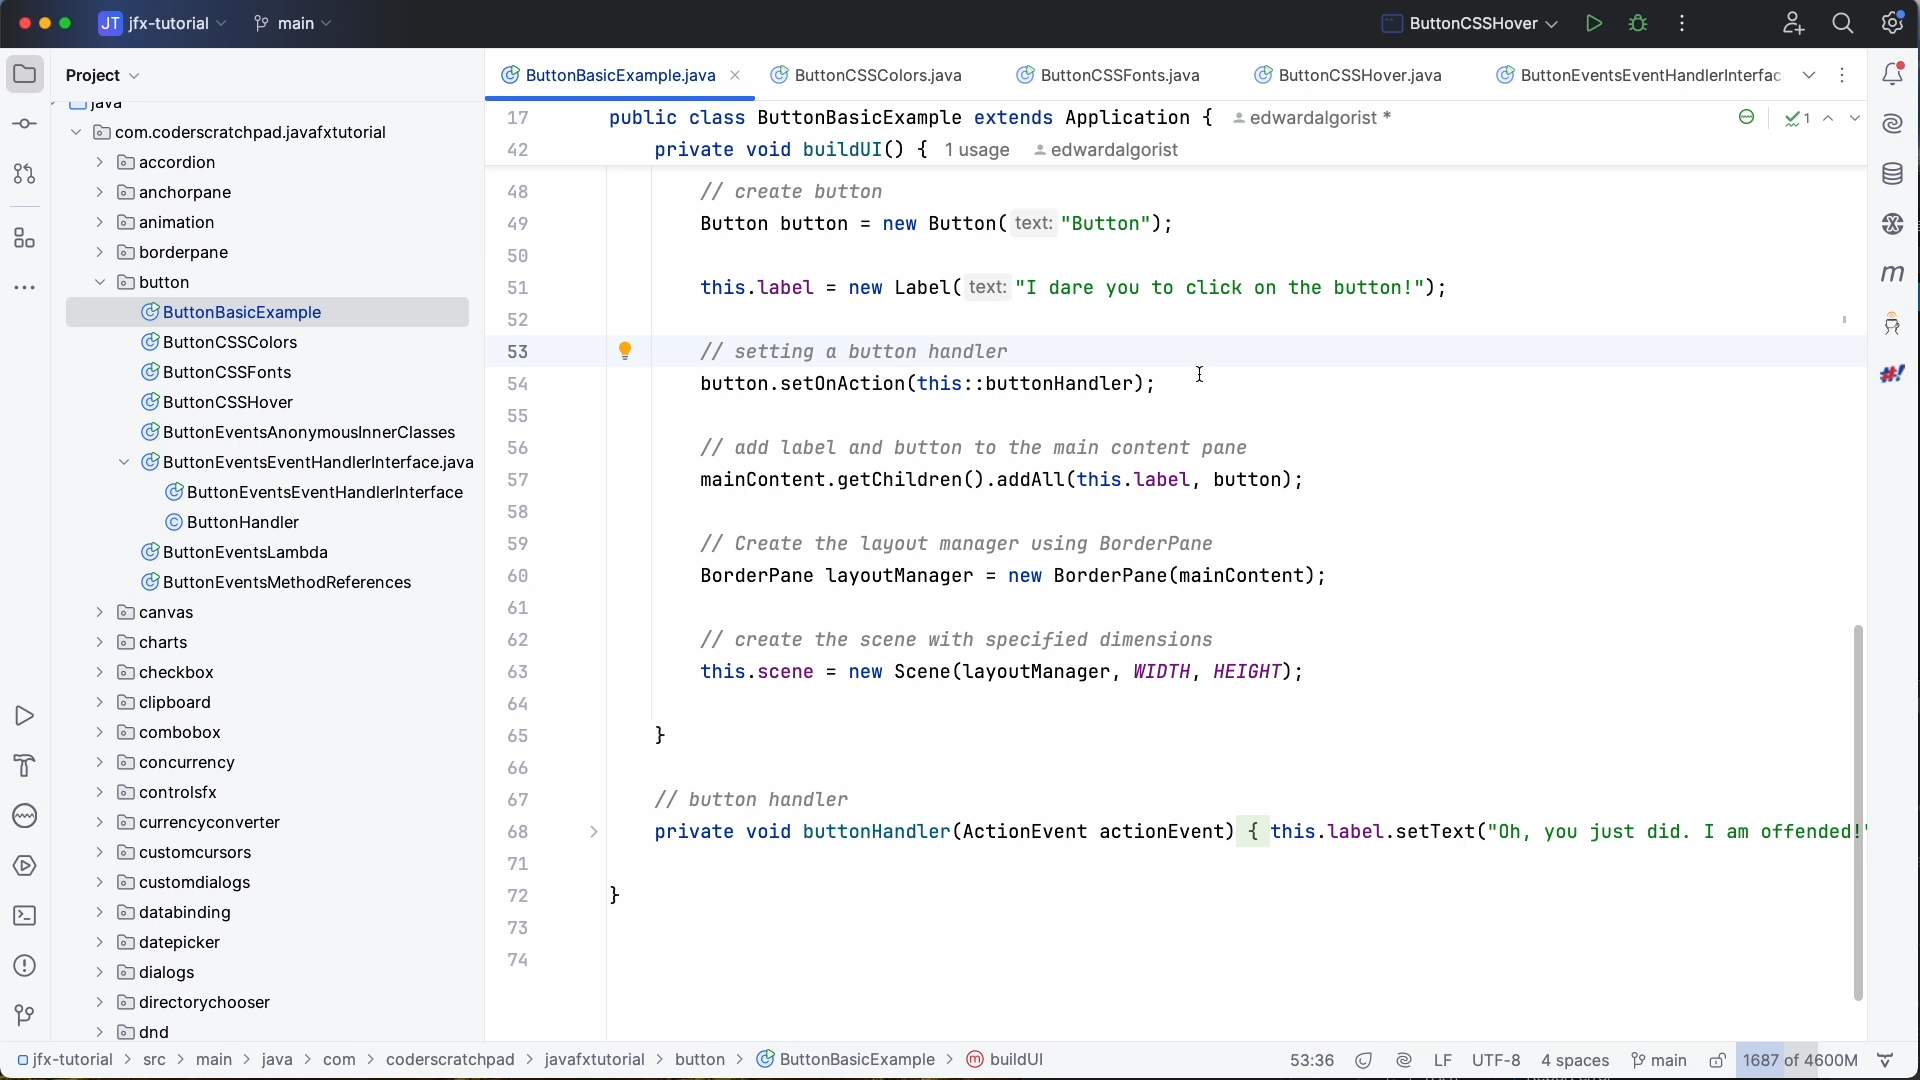 JT jfx-tutorial main ButtonCSSHover
Project
java
com.coderscratchpad.javafxtutorial
accordion
anchorpane
animation
borderpane
button
ButtonBasicExample
ButtonCSSColors
ButtonCSSFonts
ButtonCSSHover
ButtonEventsAnonymousInnerClasses
ButtonEventsEventHandlerInterface.java
ButtonEventsEventHandlerInterface
ButtonHandler
ButtonEventsLambda
ButtonEventsMethodReferences
canvas
charts
checkbox
clipboard
combobox
concurrency
controlsfx
currencyconverter
customcursors
customdialogs
databinding
datepicker
dialogs
directorychooser
dnd
ButtonBasicExample.java ButtonCSSColors.java ButtonCSSFonts.java ButtonCSSHover.java ButtonEventsEventHandlerInterfac
17 public class ButtonBasicExample extends Application { edwardalgorist * 1
42 private void buildUI() { 1 usage edwardalgorist
48 // create button
49 Button button = new Button( text: "Button");
50
51 this.label = new Label( text: "I dare you to click on the button!");
52
53 // setting a button handler
54 button.setOnAction(this::buttonHandler);
55
56 // add label and button to the main content pane
57 mainContent.getChildren().addAll(this.label, button);
58
59 // Create the layout manager using BorderPane
60 BorderPane layoutManager = new BorderPane(mainContent);
61
62 // create the scene with specified dimensions
63 this.scene = new Scene(layoutManager, WIDTH, HEIGHT);
64
65 }
66
67 // button handler
68 private void buttonHandler(ActionEvent actionEvent) { this.label.setText("Oh, you just did. I am offended!"
71
72 }
73
74
m
#!
jfx-tutorial > src > main > java > com > coderscratchpad > javafxtutorial > button > ButtonBasicExample > m buildUI 53:36 LF UTF-8 4 spaces main 1687 of 4600M